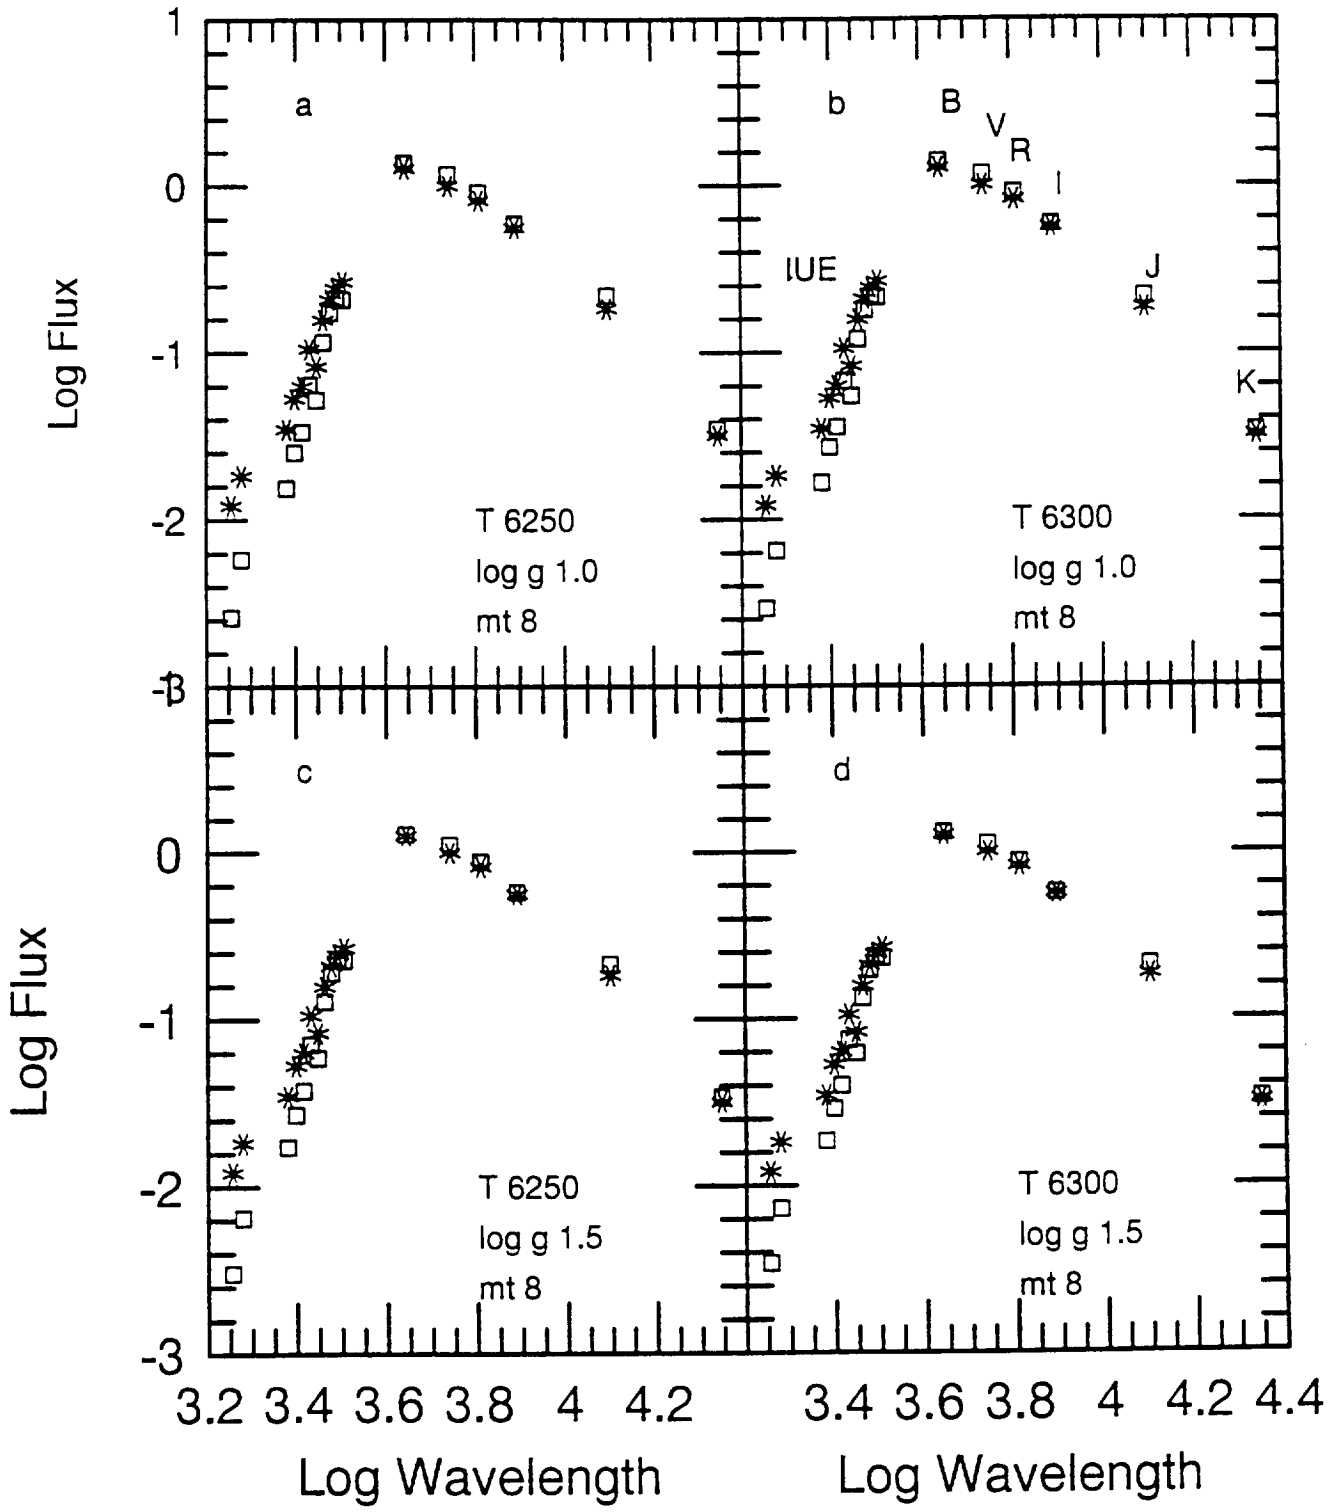 1
0
-1
-2
-3
Log Flux
a
T 6250
log g 1.0
mt 8
b
B
V
R
I
IUE
J
K
T 6300
log g 1.0
mt 8
1
0
-1
-2
-3
Log Flux
c
T 6250
log g 1.5
mt 8
d
T 6300
log g 1.5
mt 8
3.2 3.4 3.6 3.8 4 4.2
3.4 3.6 3.8 4 4.2 4.4
Log Wavelength
Log Wavelength